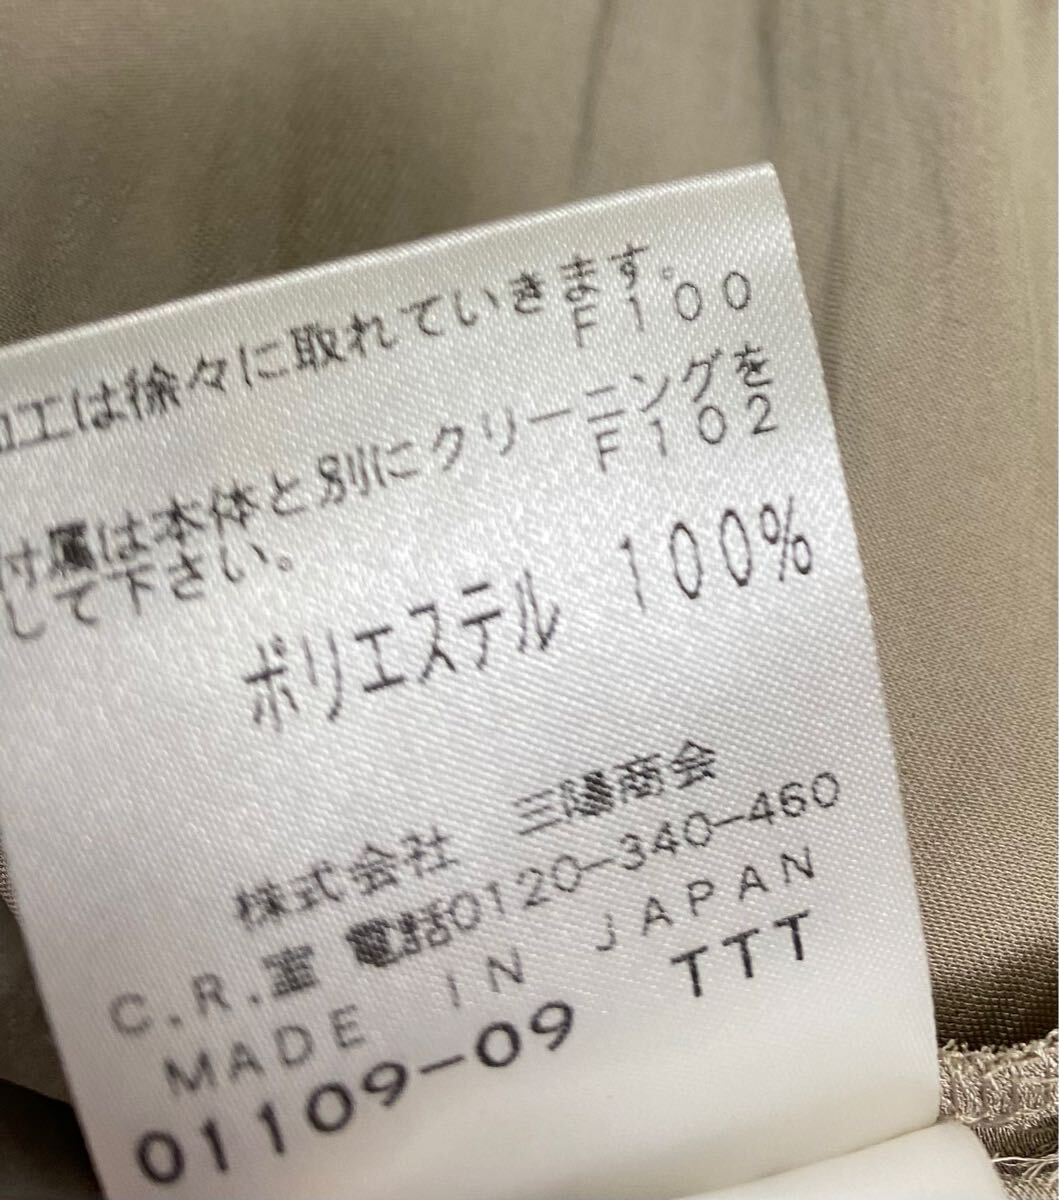 工は徐々に取れていきます。
F100
付属は本体と別にクリーニングを
F102
して下さい。
ポリエステル 100%
株式会社 三陽商会
C.R.室 電話0120-340-460
MADE IN JAPAN
01109-09 TTT